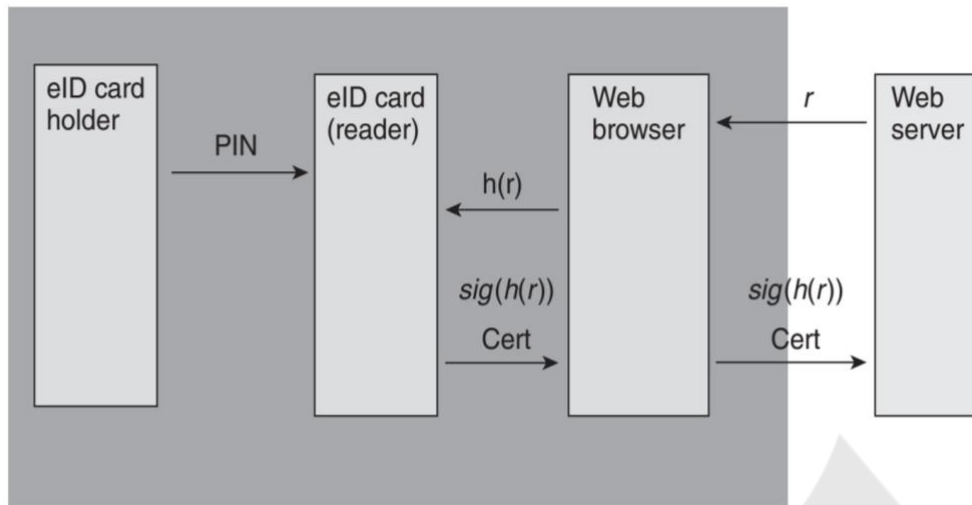 eID card
holder
PIN
eID card
(reader)
h(r)
Web
browser
r
Web
server
sig(h(r))
Cert
sig(h(r))
Cert